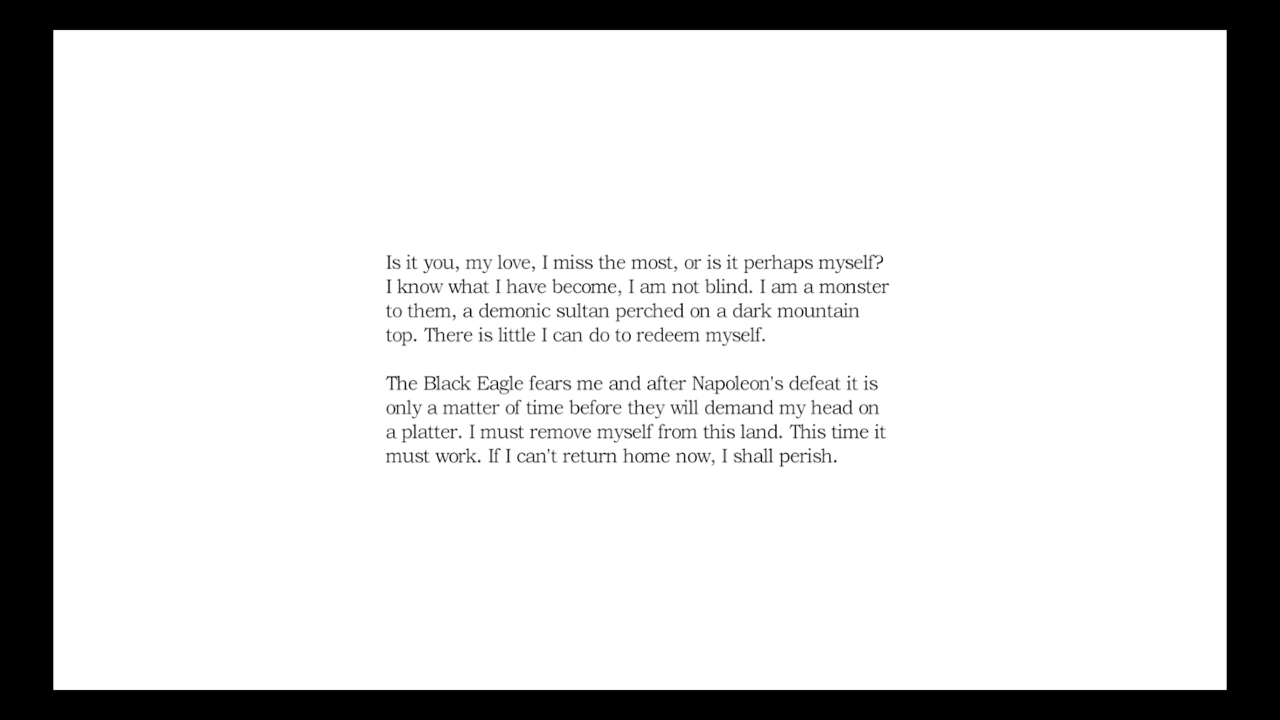 Is it you, my love, I miss the most, or is it perhaps myself?
I know what I have become, I am not blind. I am a monster
to them, a demonic sultan perched on a dark mountain
top. There is little I can do to redeem myself.
The Black Eagle fears me and after Napoleon's defeat it is
only a matter of time before they will demand my head on
a platter. I must remove myself from this land. This time it
must work. If I can't return home now, I shall perish.